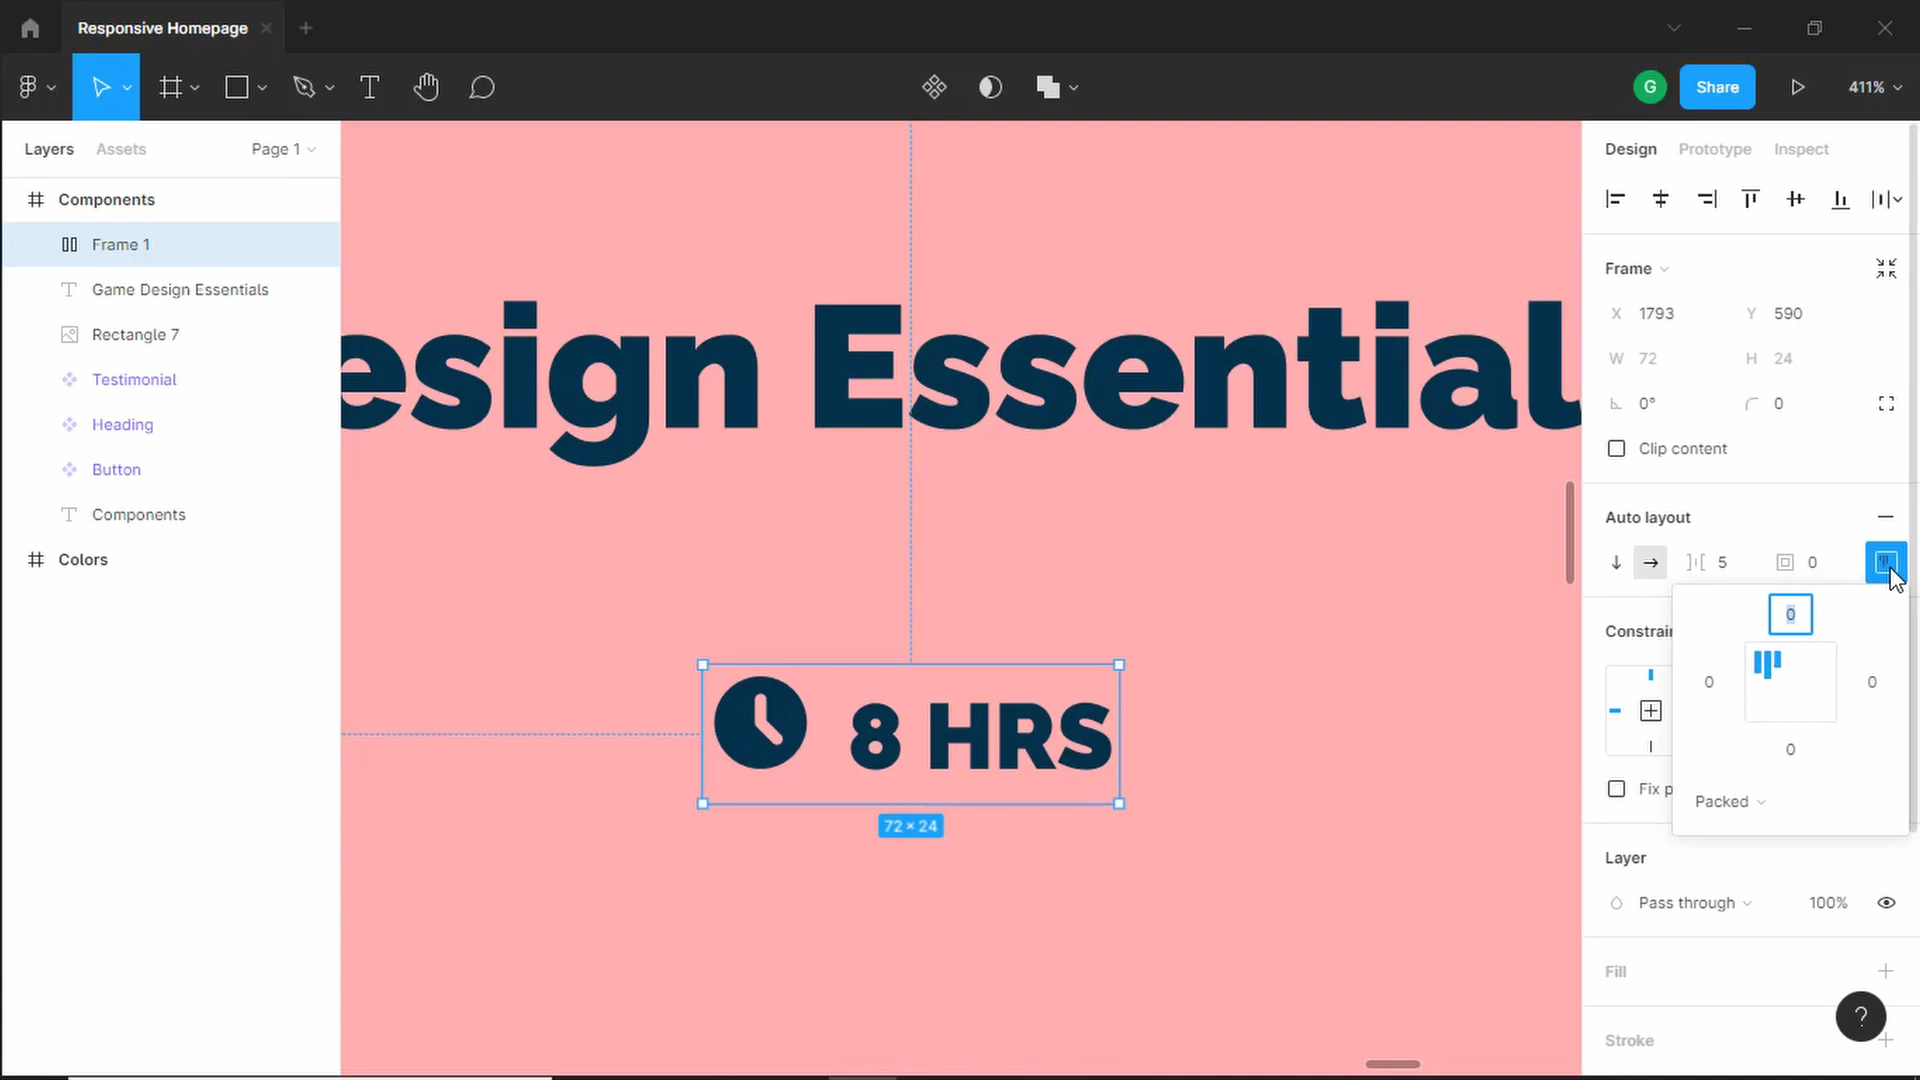 Responsive Homepage
G
Share
411%
Layers
Assets
Page 1
Components
Frame 1
Game Design Essentials
Rectangle 7
Testimonial
Heading
Button
Components
Colors
esign Essential
8 HRS
72 × 24
Design
Prototype
Inspect
Frame
X 1793
Y 590
W 72
H 24
0°
0
Clip content
Auto layout
5
0
0
Constrai
0
0
0
Fix p
Packed
Layer
Pass through
100%
Fill
?
Stroke